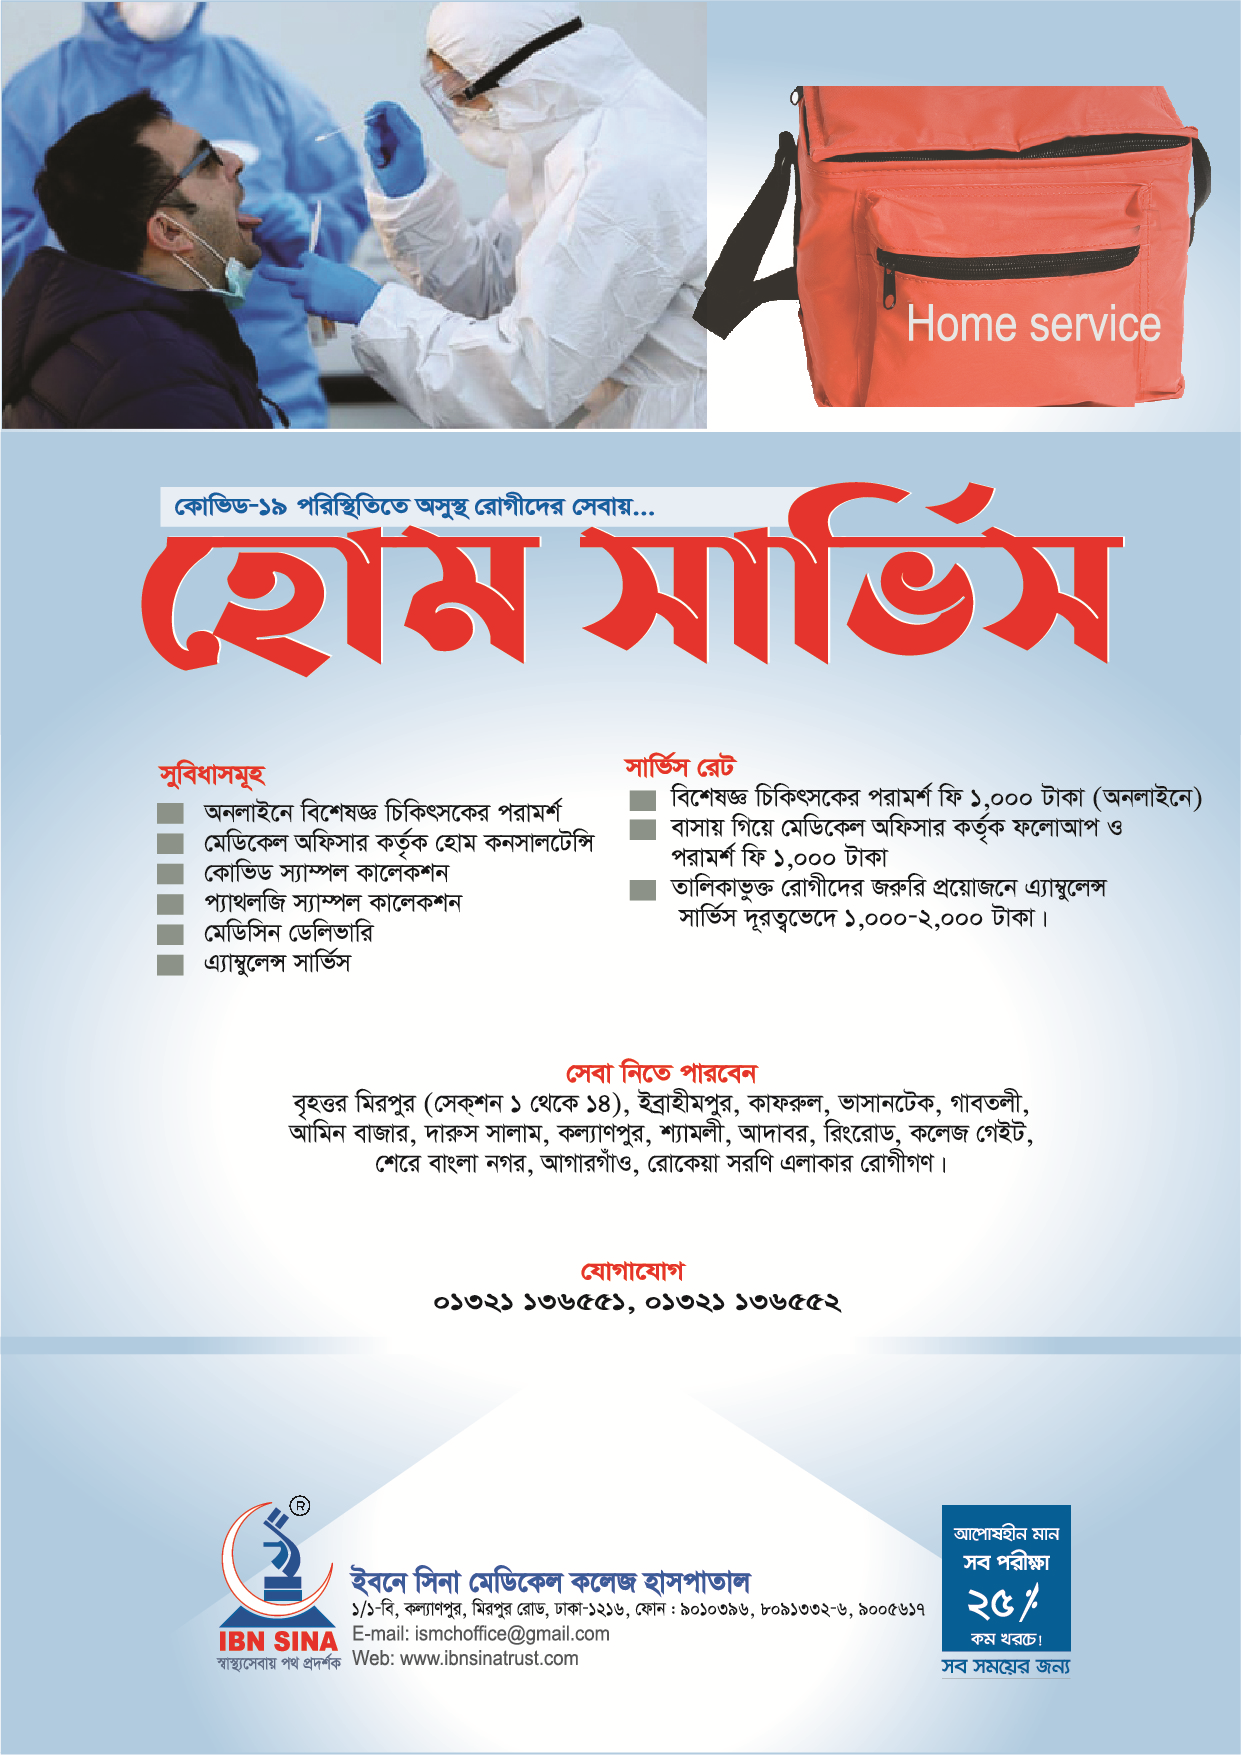 Home service
কোভিড-১৯ পরিস্থিতিতে অসুস্থ রোগীদের সেবায়...
হোম সার্ভিস
সুবিধাসমূহ
অনলাইনে বিশেষজ্ঞ চিকিৎসকের পরামর্শ
মেডিকেল অফিসার কর্তৃক হোম কনসালটেন্সি
কোভিড স্যাম্পল কালেকশন
প্যাথলজি স্যাম্পল কালেকশন
মেডিসিন ডেলিভারি
এ্যাম্বুলেন্স সার্ভিস
সার্ভিস রেট
বিশেষজ্ঞ চিকিৎসকের পরামর্শ ফি ১,০০০ টাকা (অনলাইনে)
বাসায় গিয়ে মেডিকেল অফিসার কর্তৃক ফলোআপ ও
পরামর্শ ফি ১,০০০ টাকা
তালিকাভুক্ত রোগীদের জরুরি প্রয়োজনে এ্যাম্বুলেন্স
সার্ভিস দূরত্বভেদে ১,০০০-২,০০০ টাকা।
সেবা নিতে পারবেন
বৃহত্তর মিরপুর (সেক্শন ১ থেকে ১৪), ইব্রাহীমপুর, কাফরুল, ভাসানটেক, গাবতলী,
আমিন বাজার, দারুস সালাম, কল্যাণপুর, শ্যামলী, আদাবর, রিংরোড, কলেজ গেইট,
শেরে বাংলা নগর, আগারগাঁও, রোকেয়া সরণি এলাকার রোগীগণ।
যোগাযোগ
০১৩২১ ১৩৬৫৫১, ০১৩২১ ১৩৬৫৫২
®
IBN SINA
স্বাস্থ্যসেবায় পথ প্রদর্শক
ইবনে সিনা মেডিকেল কলেজ হাসপাতাল
১/১-বি, কল্যাণপুর, মিরপুর রোড, ঢাকা-১২১৬, ফোন : ৯০১০৩৯৬, ৮০৯১৩৩২-৬, ৯০০৫৬১৭
E-mail: ismchoffice@gmail.com
Web: www.ibnsinatrust.com
আপোষহীন মান
সব পরীক্ষা
২৫%
কম খরচে!
সব সময়ের জন্য